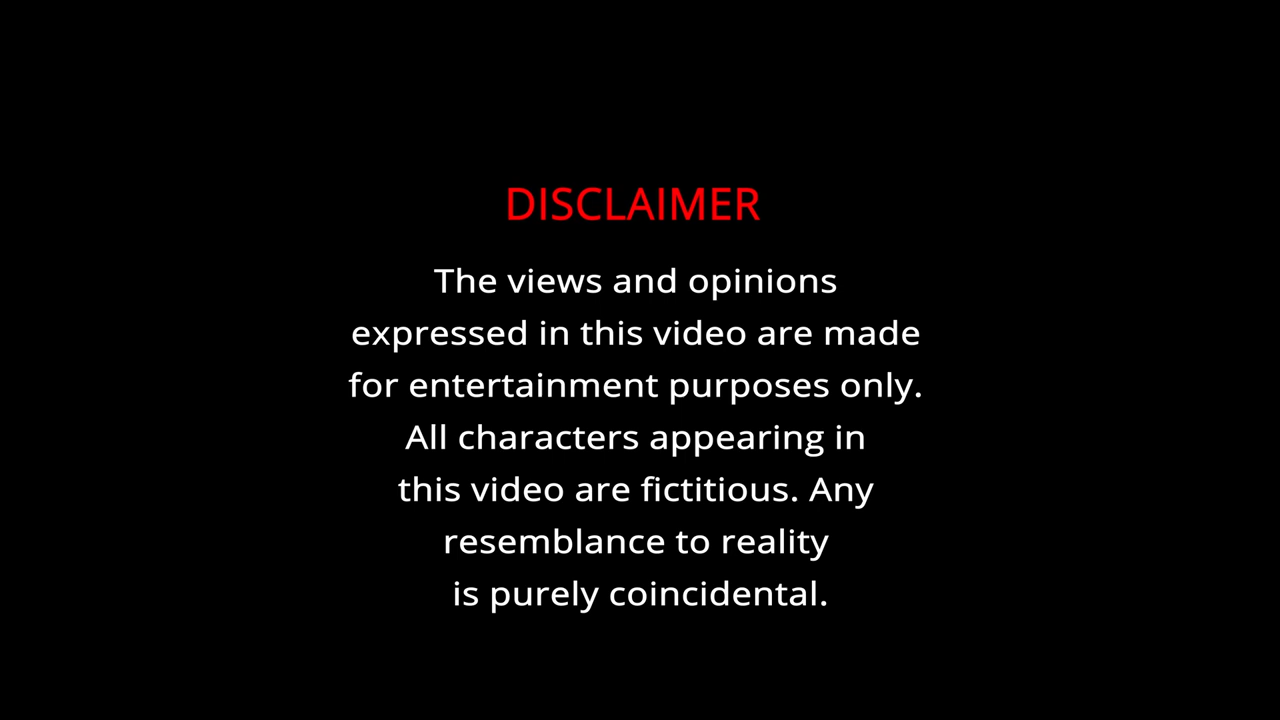 DISCLAIMER
The views and opinions
expressed in this video are made
for entertainment purposes only.
All characters appearing in
this video are fictitious. Any
resemblance to reality
is purely coincidental.